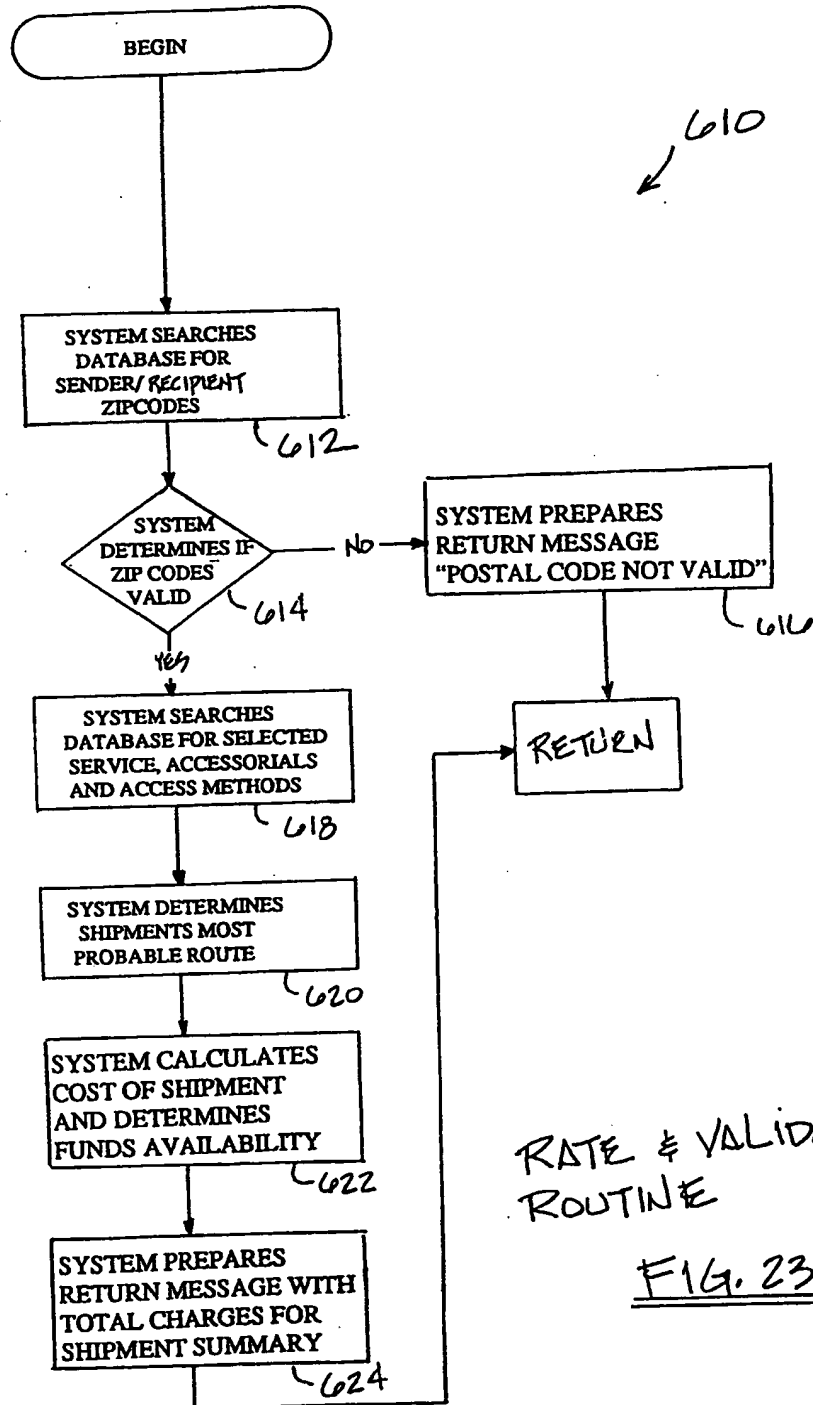 BEGIN
610
SYSTEM SEARCHES
DATABASE FOR
SENDER/ RECIPIENT
ZIPCODES
612
SYSTEM
DETERMINES IF
ZIP CODES
VALID
614
NO
SYSTEM PREPARES
RETURN MESSAGE
"POSTAL CODE NOT VALID"
616
YES
SYSTEM SEARCHES
DATABASE FOR SELECTED
SERVICE, ACCESSORIALS
AND ACCESS METHODS
618
RETURN
SYSTEM DETERMINES
SHIPMENTS MOST
PROBABLE ROUTE
620
SYSTEM CALCULATES
COST OF SHIPMENT
AND DETERMINES
FUNDS AVAILABILITY
622
RATE & VALID
ROUTINE
FIG. 23
SYSTEM PREPARES
RETURN MESSAGE WITH
TOTAL CHARGES FOR
SHIPMENT SUMMARY
624